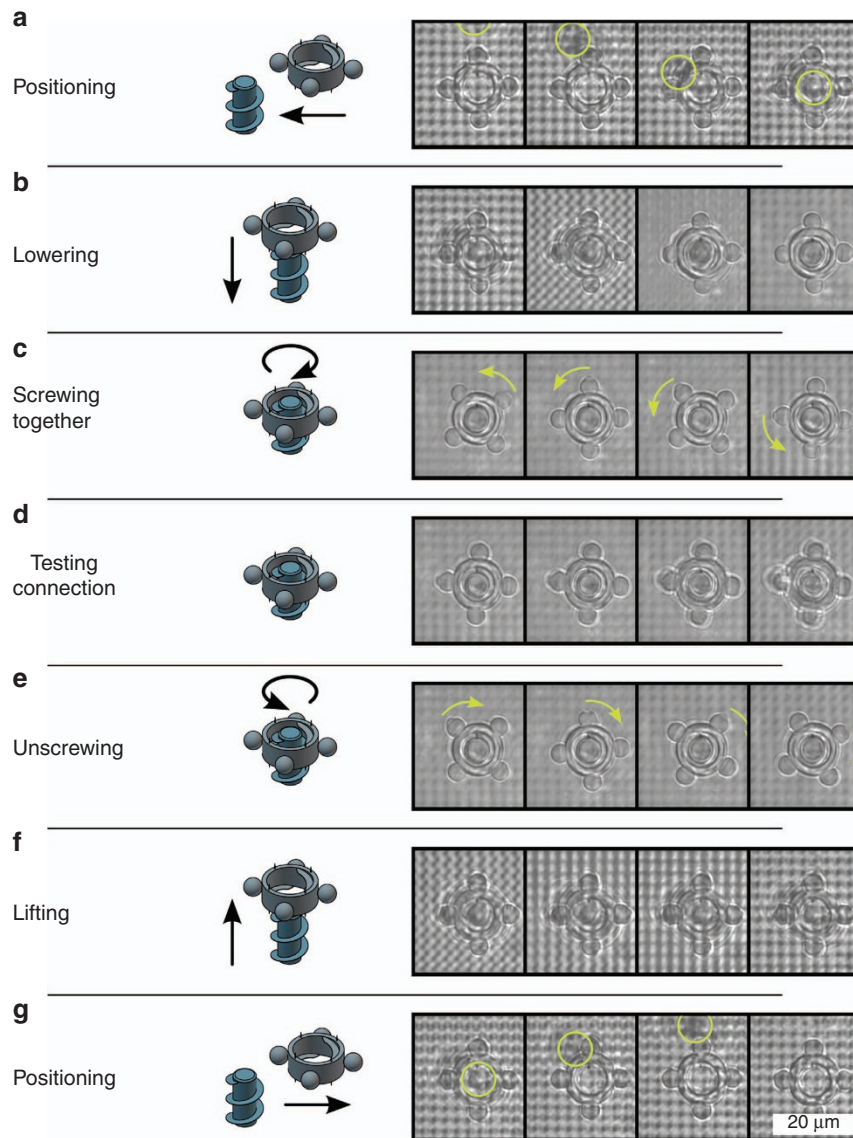 a
Positioning
b
Lowering
c
Screwing
together
d
Testing
connection
e
Unscrewing
f
Lifting
g
Positioning
20 μm